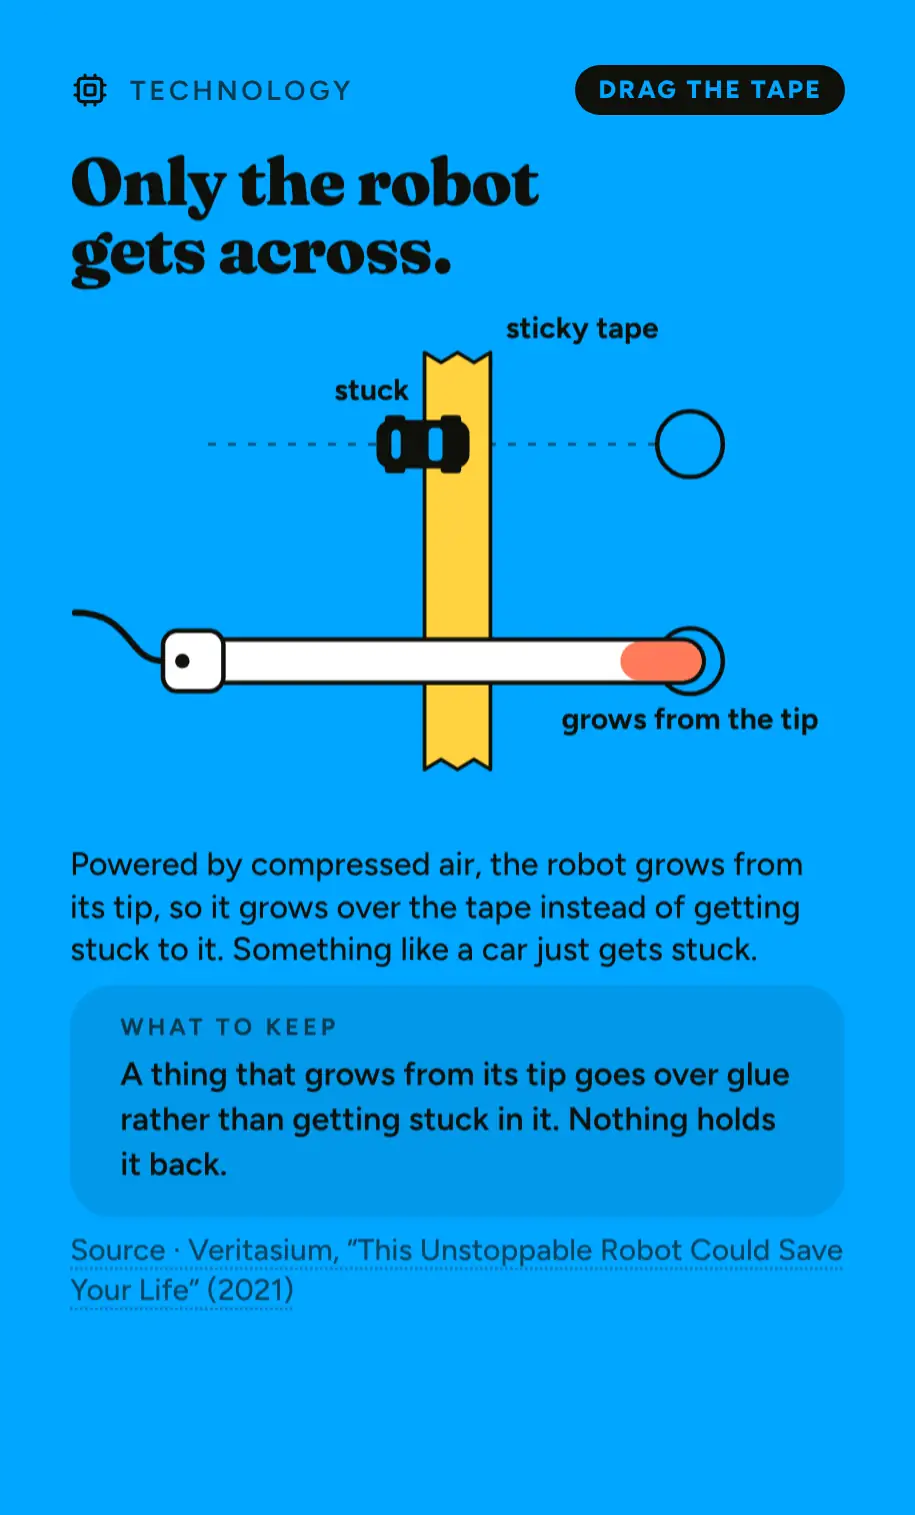 TECHNOLOGY
DRAG THE TAPE
Only the robot
gets across.
sticky tape
stuck
grows from the tip
Powered by compressed air, the robot grows from
its tip, so it grows over the tape instead of getting
stuck to it. Something like a car just gets stuck.
WHAT TO KEEP
A thing that grows from its tip goes over glue
rather than getting stuck in it. Nothing holds
it back.
Source · Veritasium, “This Unstoppable Robot Could Save
Your Life” (2021)